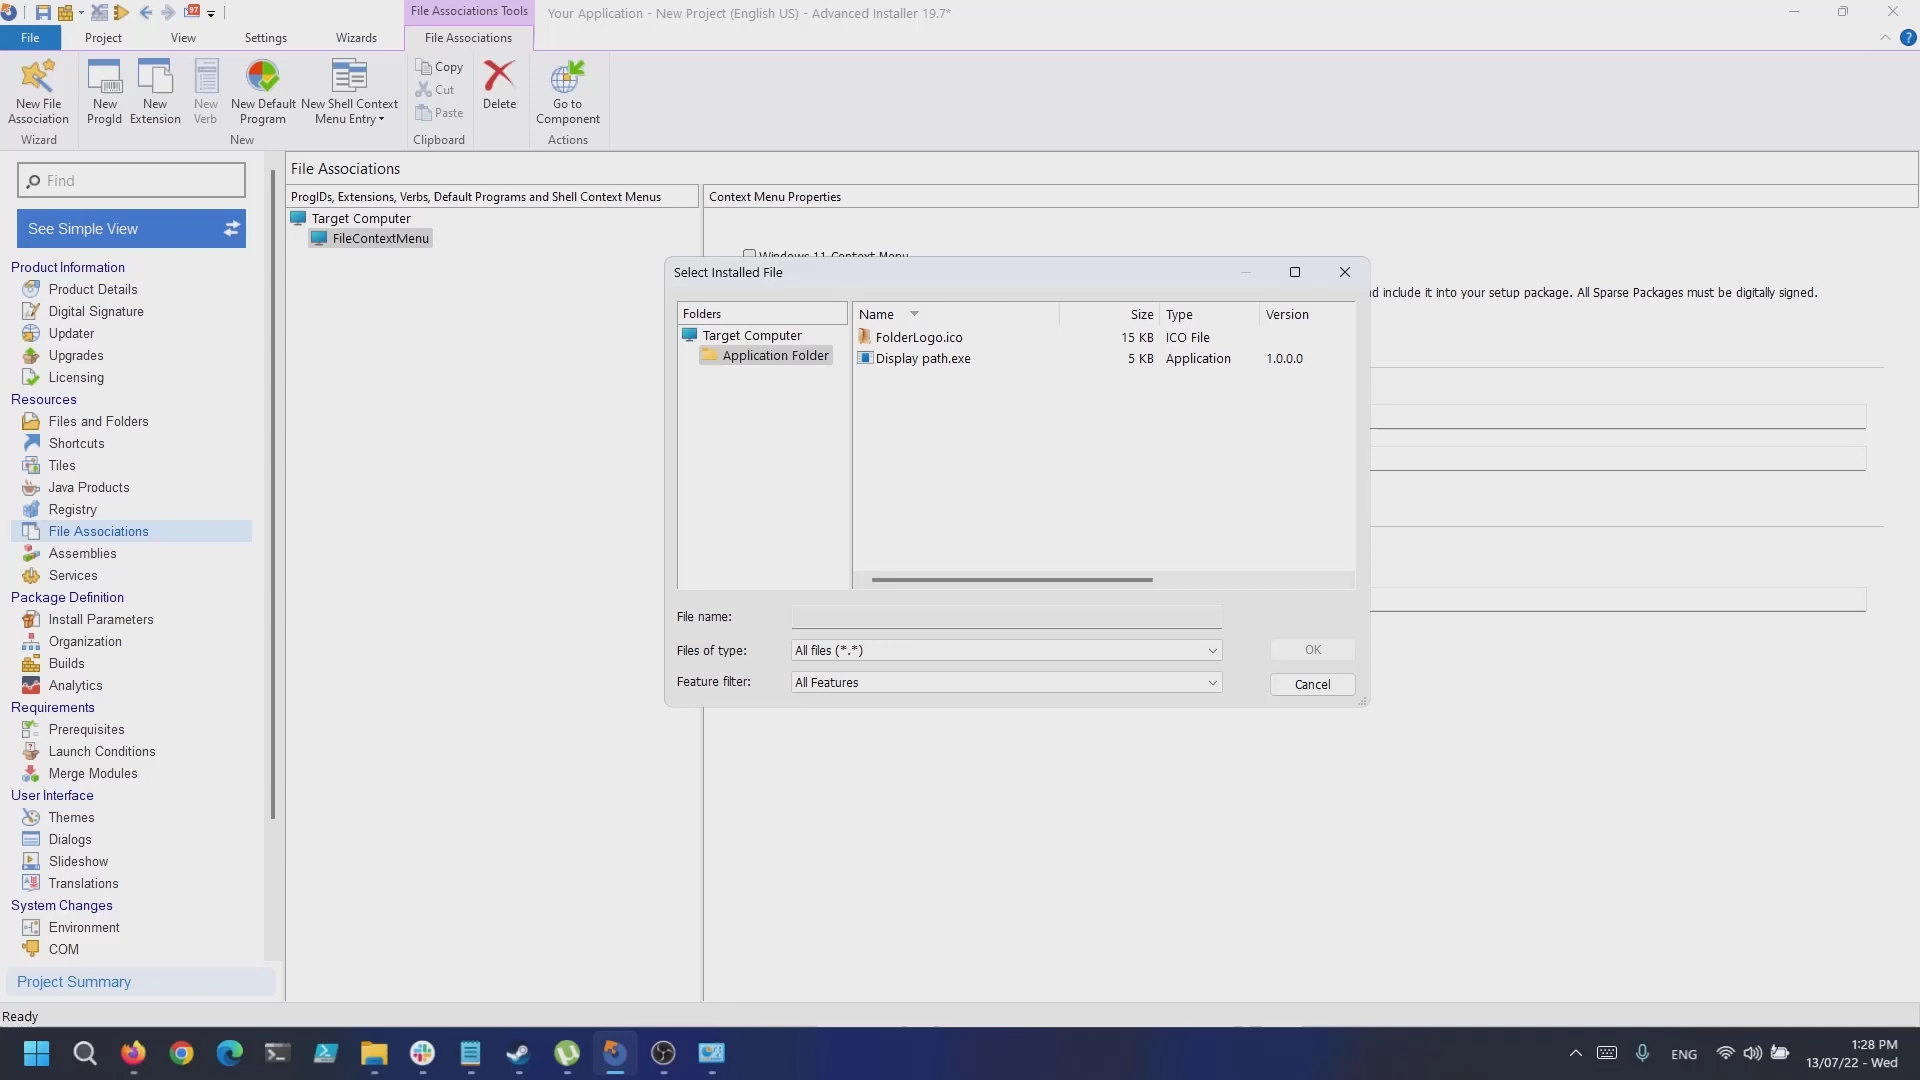 File Associations Tools
Your Application - New Project (English US) - Advanced Installer 19.7*
File
Project
View
Settings
Wizards
File Associations
New File
Association
New
ProgId
New
Extension
New
Verb
New Default
Program
New Shell Context
Menu Entry
Copy
Cut
Paste
Delete
Go to
Component
Wizard
New
Clipboard
Actions
Find
See Simple View
Product Information
Product Details
Digital Signature
Updater
Upgrades
Licensing
Resources
Files and Folders
Shortcuts
Tiles
Java Products
Registry
File Associations
Assemblies
Services
Package Definition
Install Parameters
Organization
Builds
Analytics
Requirements
Prerequisites
Launch Conditions
Merge Modules
User Interface
Themes
Dialogs
Slideshow
Translations
System Changes
Environment
COM
Project Summary
Ready
File Associations
ProgIDs, Extensions, Verbs, Default Programs and Shell Context Menus
Target Computer
FileContextMenu
Context Menu Properties
Windows 11 Context Menu
d include it into your setup package. All Sparse Packages must be digitally signed.
Select Installed File
Folders
Target Computer
Application Folder
Name Size Type Version
FolderLogo.ico 15 KB ICO File
Display path.exe 5 KB Application 1.0.0.0
File name:
Files of type: All files (*.*)
Feature filter: All Features
OK
Cancel
ENG
1:28 PM
13/07/22 - Wed